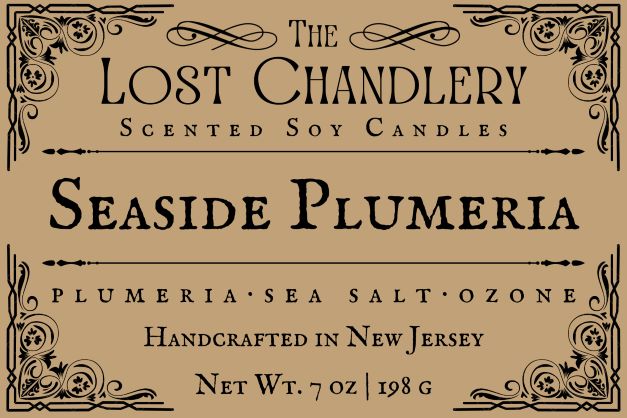 The
Lost Chandlery
Scented Soy Candles
Seaside Plumeria
plumeria·sea salt·ozone
Handcrafted in New Jersey
Net Wt. 7 oz | 198 g